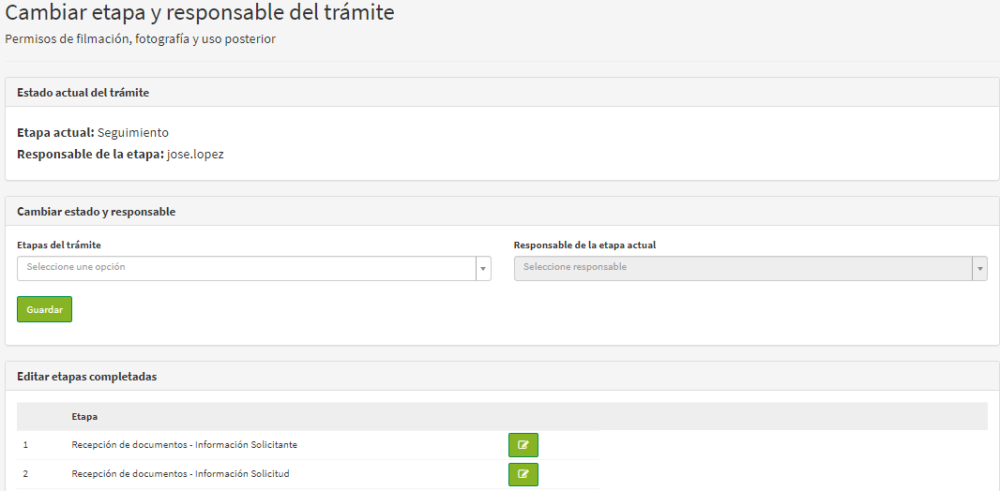 Cambiar etapa y responsable del trámite
Permisos de filmación, fotografía y uso posterior
Estado actual del trámite
Etapa actual: Seguimiento
Responsable de la etapa: jose.lopez
Cambiar estado y responsable
Etapas del trámite
Seleccione une opción
Responsable de la etapa actual
Seleccione responsable
Guardar
Editar etapas completadas
Etapa
1 Recepción de documentos - Información Solicitante
2 Recepción de documentos - Información Solicitud